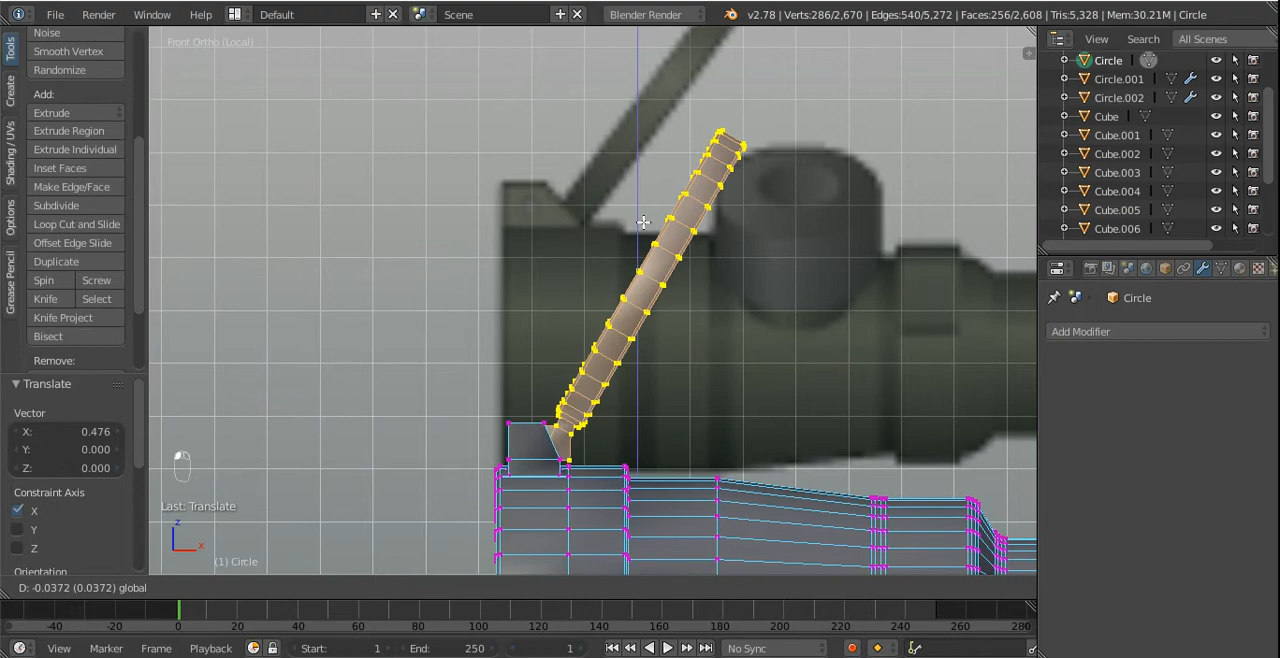 File Render Window Help Default Scene Blender Render v2.78 | Verts:286/2,670 | Edges:540/5,272 | Faces:256/2,608 | Tris:5,328 | Mem:30.21M | Circle
Tools
Create
Shading / UVs
Options
Grease Pencil
Noise
Smooth Vertex
Randomize
Add:
Extrude
Extrude Region
Extrude Individual
Inset Faces
Make Edge/Face
Subdivide
Loop Cut and Slide
Offset Edge Slide
Duplicate
Spin Screw
Knife Select
Knife Project
Bisect
Remove:
Translate
Vector
X: 0.476
Y: 0.000
Z: 0.000
Constraint Axis
X
Y
Z
Orientation
Front Ortho (Local)
Last: Translate
z
x
(1) Circle
D: -0.0372 (0.0372) global
View Search All Scenes
Circle
Circle.001
Circle.002
Cube
Cube.001
Cube.002
Cube.003
Cube.004
Cube.005
Cube.006
Circle
Add Modifier
-40 -20 0 20 40 60 80 100 120 140 160 180 200 220 240 260 280
View Marker Frame Playback Start: 1 End: 250 1 No Sync